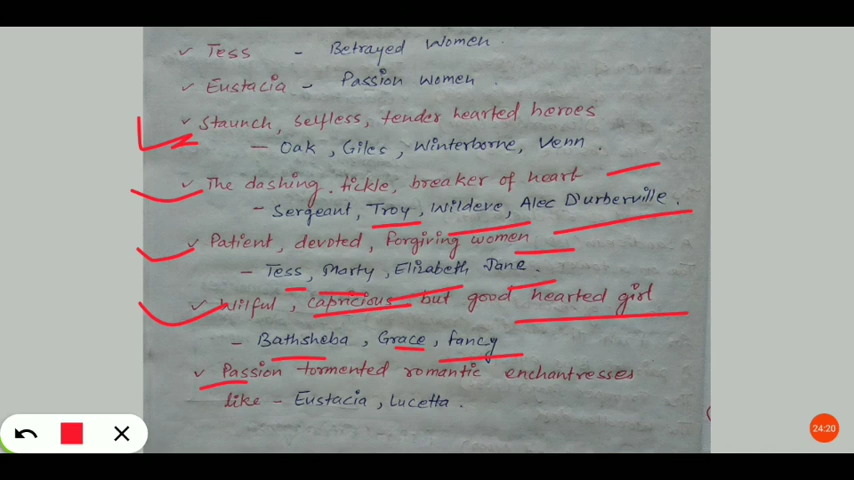 ✓ Tess - Betrayed Women.
✓ Eustacia - Passion Women.
✓ Staunch, selfless, tender hearted heroes
- Oak, Giles, Winterborne, Venn.
✓ The dashing, fickle, breaker of heart
- Sergeant, Troy, Wildeve, Alec D'urberville.
✓ Patient, devoted, forgiving women
- Tess, Marty, Elizabeth Jane.
✓ Wilful, capricious but good hearted girl
- Bathsheba, Grace, Fancy
✓ Passion tormented romantic enchantresses
like - Eustacia, Lucetta.
24:20